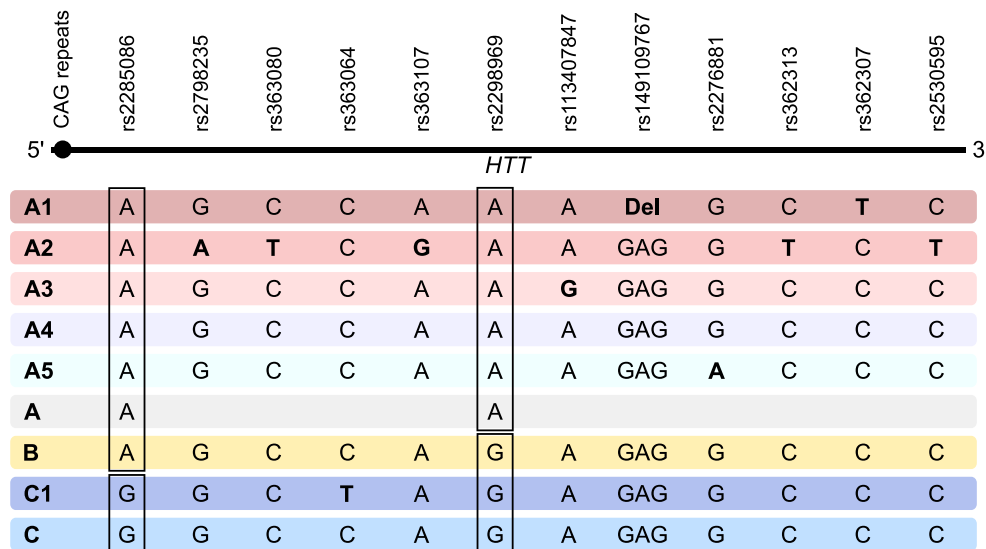 CAG repeats rs2285086 rs2798235 rs363080 rs363064 rs363107 rs2298969 rs113407847 rs149109767 rs2276881 rs362313 rs362307 rs2530595
5' 3
HTT
A1 A G C C A A A Del G C T C
A2 A A T C G A A GAG G T C T
A3 A G C C A A G GAG G C C C
A4 A G C C A A A GAG G C C C
A5 A G C C A A A GAG A C C C
A A A
B A G C C A G A GAG G C C C
C1 G G C T A G A GAG G C C C
C G G C C A G A GAG G C C C